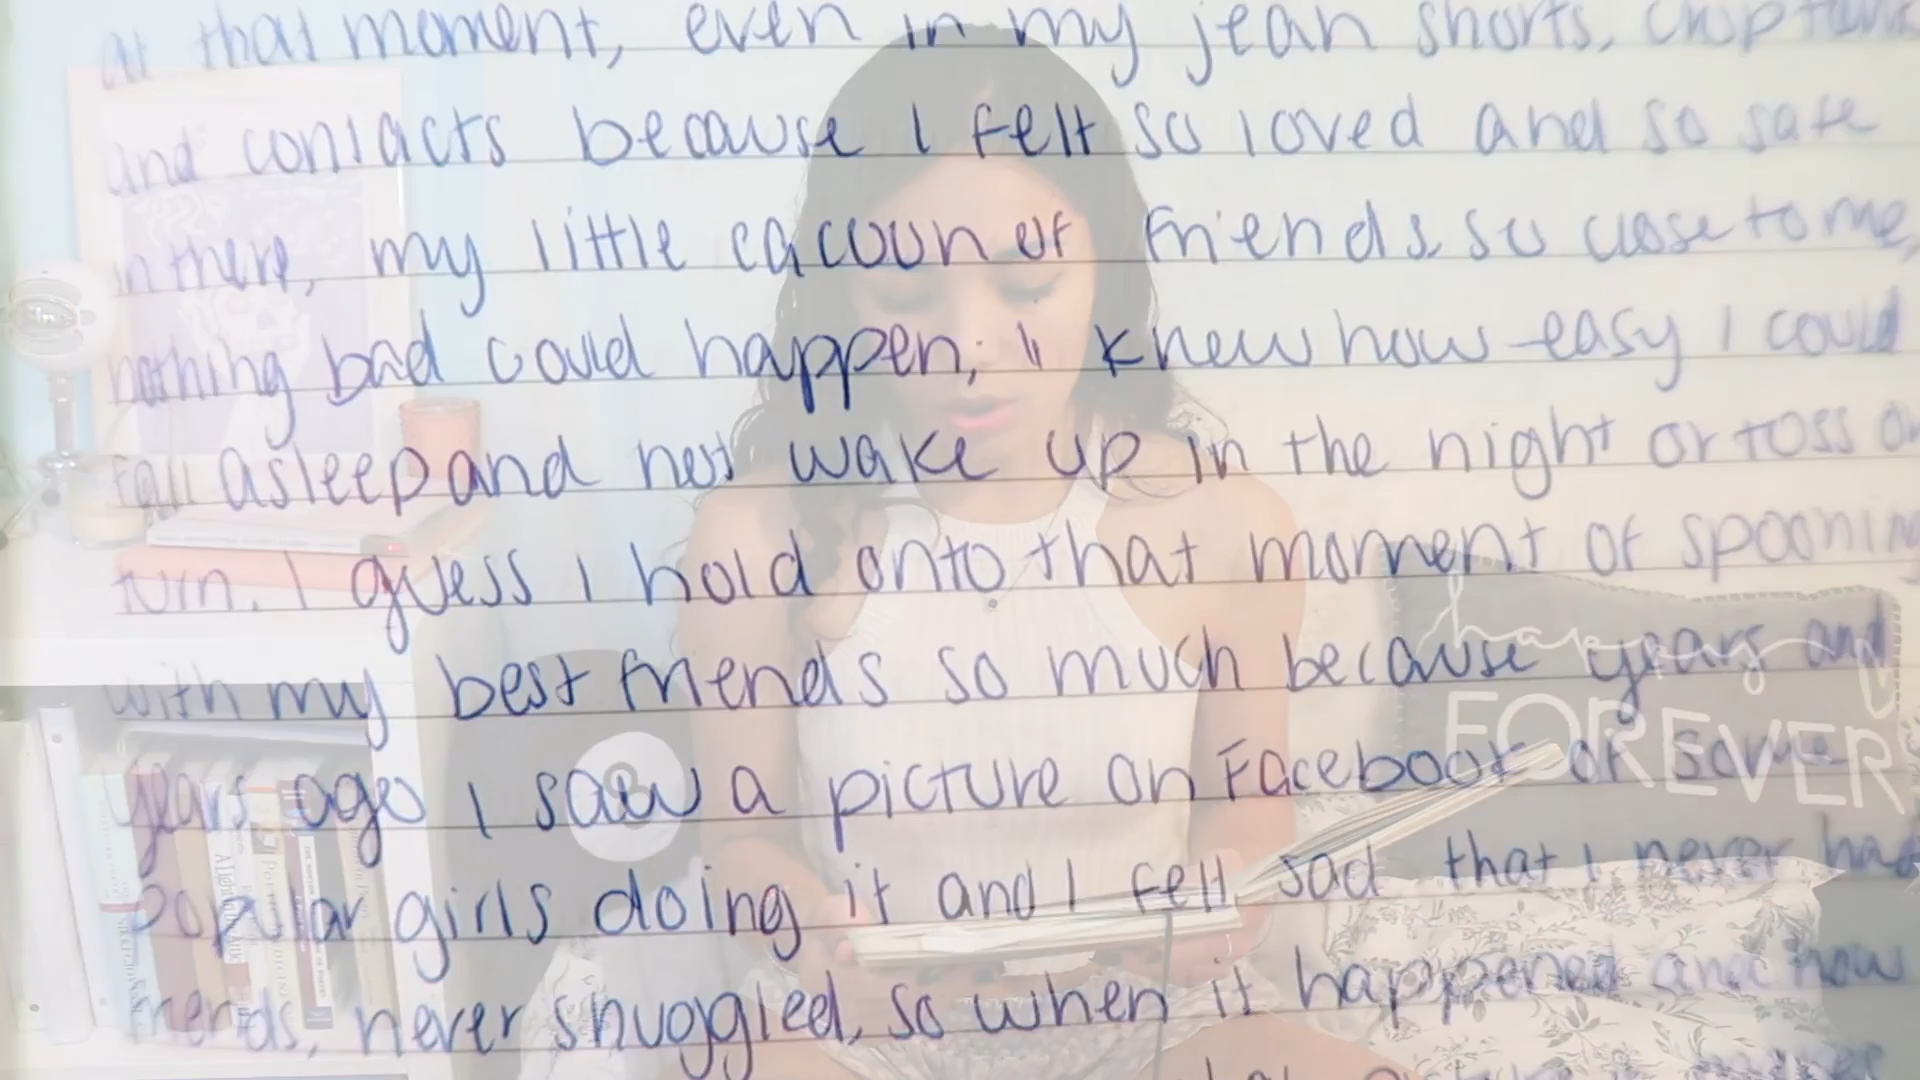 at that moment, even in my jean shorts, crop
and contacts because I felt so loved and so safe
in there, my little cacoon of friends, so close to me,
nothing bad could happen; I knew how easy I could
fall asleep and not wake up in the night or toss or
turn. I guess I hold onto that moment of spooning
with my best friends so much because years and
years ago I saw a picture on Facebook of some
popular girls doing it and I felt sad that I never had
friends, never snuggled, so when it happened and how
happy
FOREVER